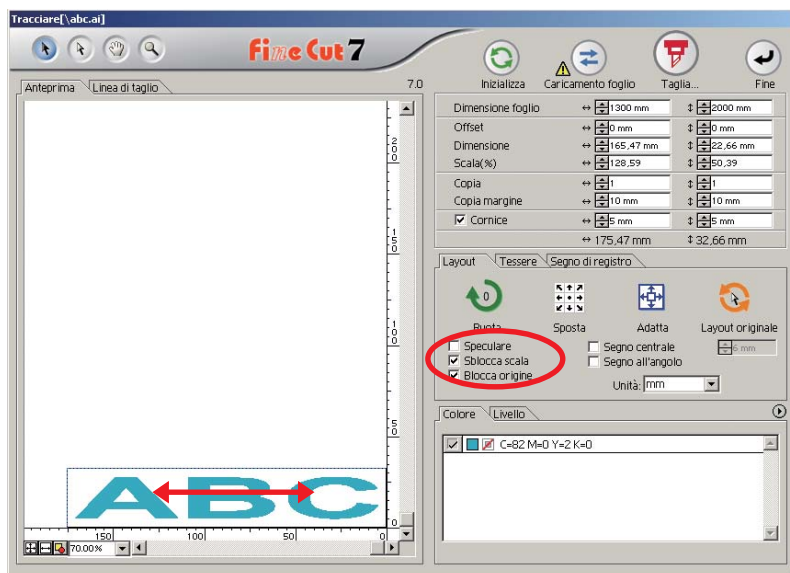 Tracciare[\abc.ai]
Fine Cut 7
Inizializza Caricamento foglio Taglia... Fine
Anteprima Linea di taglio 7.0
Dimensione foglio 1300 mm 2000 mm
Offset 0 mm 0 mm
Dimensione 165,47 mm 22,66 mm
Scala(%) 128,59 50,39
Copia 1 1
Copia margine 10 mm 10 mm
Cornice 5 mm 5 mm
175,47 mm 32,66 mm
Layout Tessere Segno di registro
0
Ruota Sposta Adatta Layout originale
Speculare Segno centrale 6 mm
Sblocca scala Segno all'angolo
Blocca origine
Unità: mm
Colore Livello
C=82 M=0 Y=2 K=0
200
150
100
50
0
ABC
150 100 50 0
70.00%